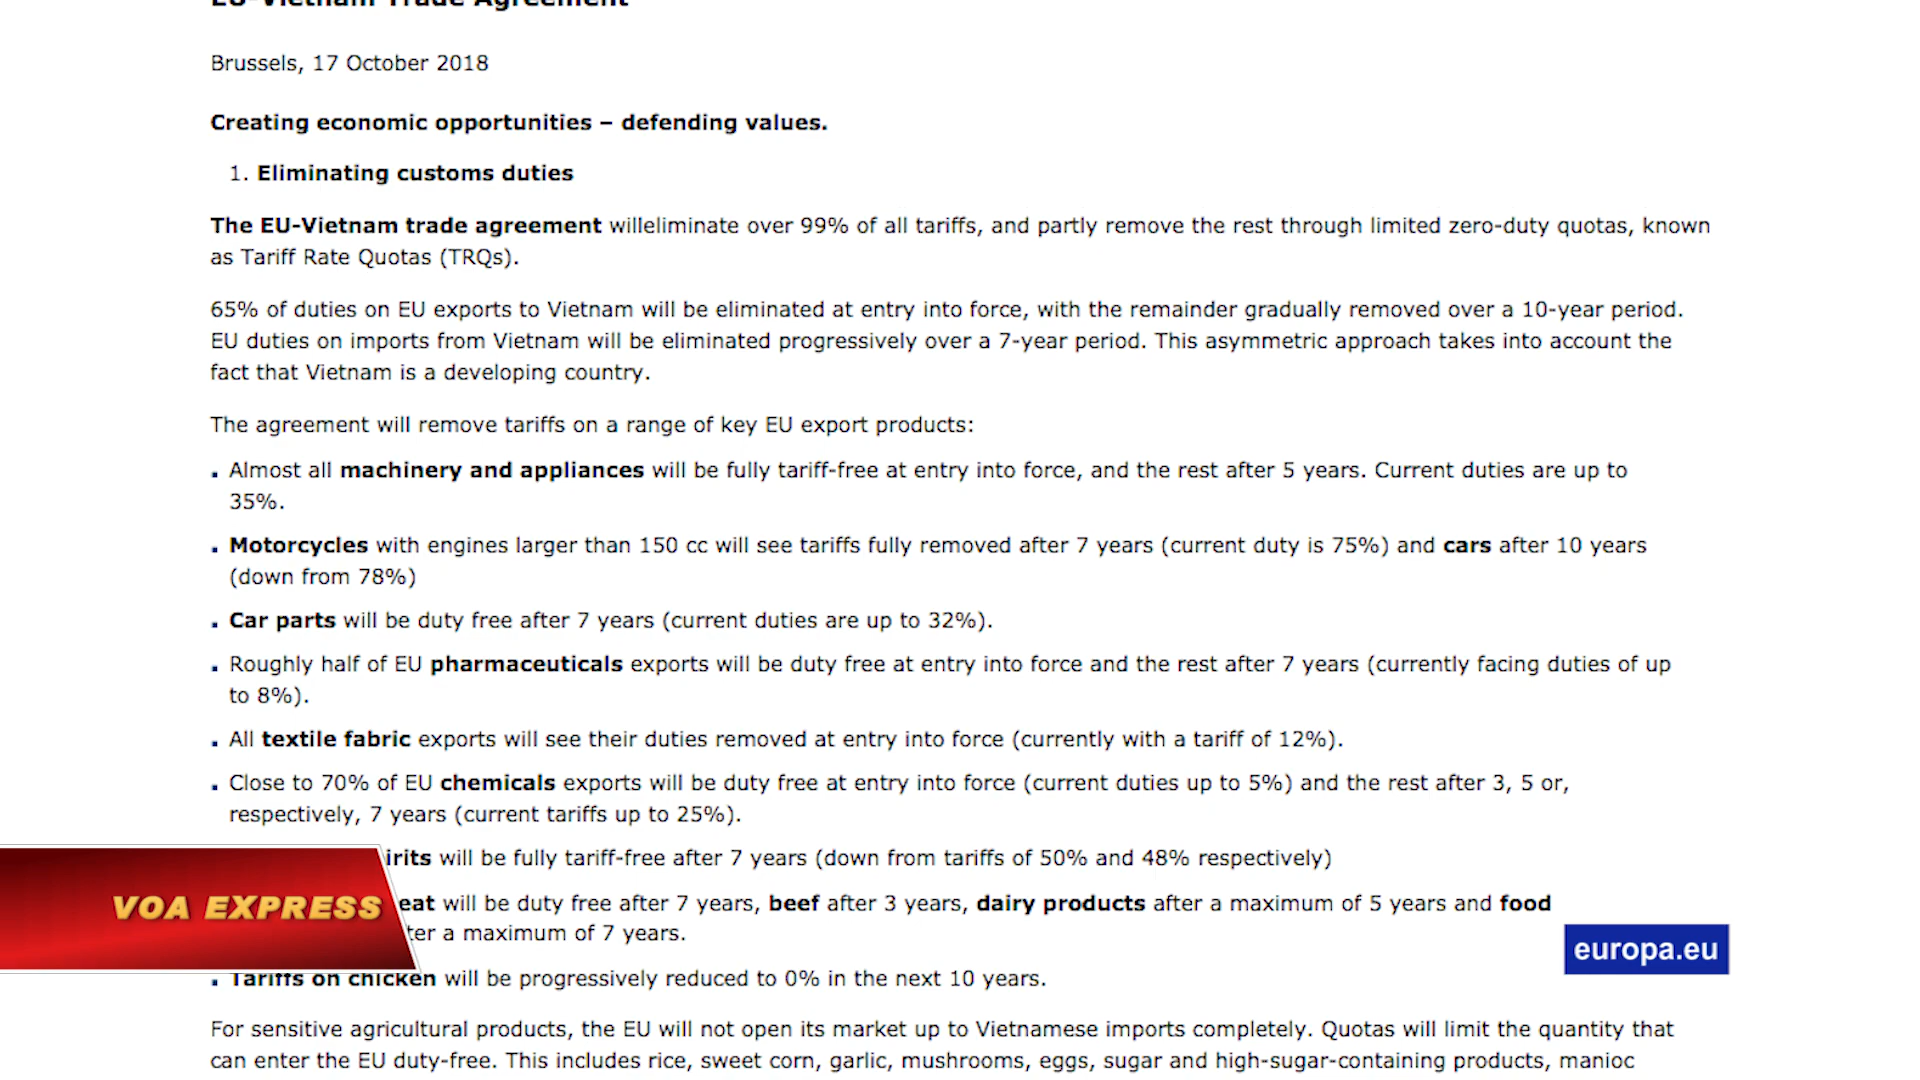 EU-Vietnam Trade Agreement
Brussels, 17 October 2018
Creating economic opportunities – defending values.
1. Eliminating customs duties
The EU-Vietnam trade agreement willeliminate over 99% of all tariffs, and partly remove the rest through limited zero-duty quotas, known
as Tariff Rate Quotas (TRQs).
65% of duties on EU exports to Vietnam will be eliminated at entry into force, with the remainder gradually removed over a 10-year period.
EU duties on imports from Vietnam will be eliminated progressively over a 7-year period. This asymmetric approach takes into account the
fact that Vietnam is a developing country.
The agreement will remove tariffs on a range of key EU export products:
Almost all machinery and appliances will be fully tariff-free at entry into force, and the rest after 5 years. Current duties are up to
35%.
Motorcycles with engines larger than 150 cc will see tariffs fully removed after 7 years (current duty is 75%) and cars after 10 years
(down from 78%)
Car parts will be duty free after 7 years (current duties are up to 32%).
Roughly half of EU pharmaceuticals exports will be duty free at entry into force and the rest after 7 years (currently facing duties of up
to 8%).
All textile fabric exports will see their duties removed at entry into force (currently with a tariff of 12%).
Close to 70% of EU chemicals exports will be duty free at entry into force (current duties up to 5%) and the rest after 3, 5 or,
respectively, 7 years (current tariffs up to 25%).
irits will be fully tariff-free after 7 years (down from tariffs of 50% and 48% respectively)
eat will be duty free after 7 years, beef after 3 years, dairy products after a maximum of 5 years and food
ter a maximum of 7 years.
VOA EXPRESS
europa.eu
Tariffs on chicken will be progressively reduced to 0% in the next 10 years.
For sensitive agricultural products, the EU will not open its market up to Vietnamese imports completely. Quotas will limit the quantity that
can enter the EU duty-free. This includes rice, sweet corn, garlic, mushrooms, eggs, sugar and high-sugar-containing products, manioc